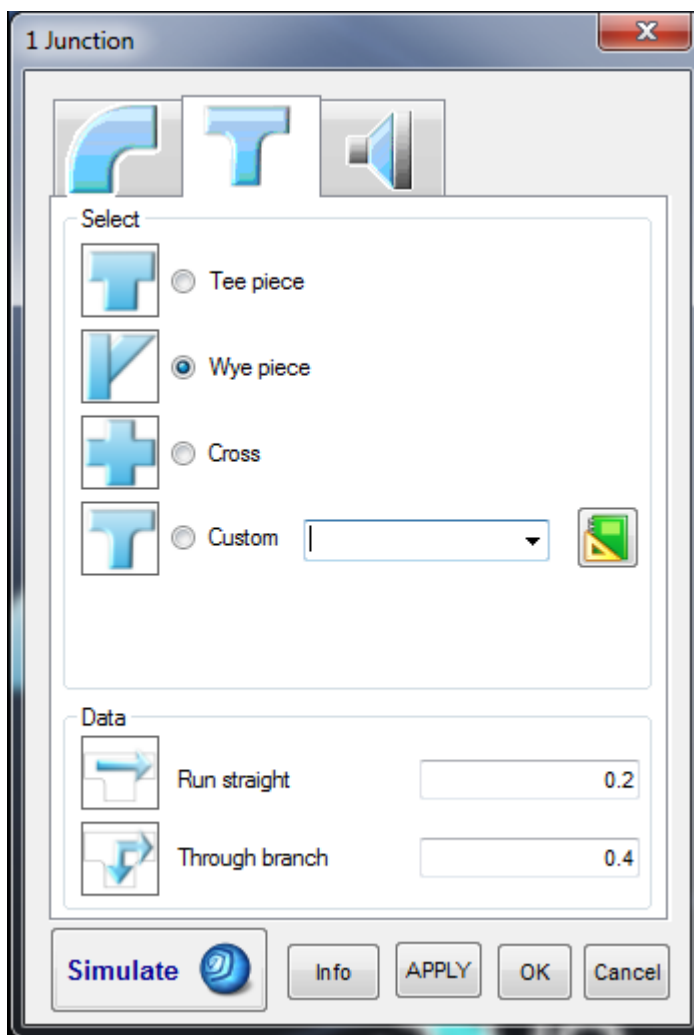 1 Junction
Select
Tee piece
Wye piece
Cross
Custom
Data
Run straight 0.2
Through branch 0.4
Simulate Info APPLY OK Cancel